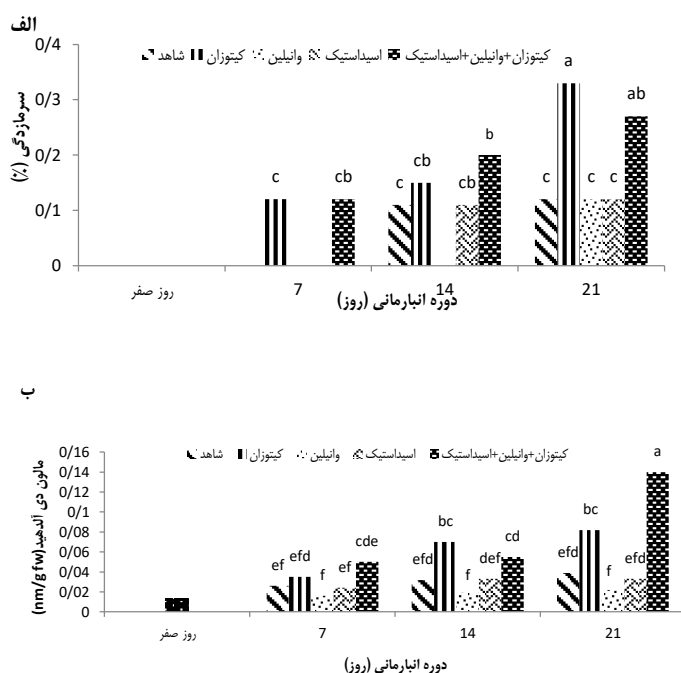 الف
شاهد کیتوزان وانیلین اسیداستیک کیتوزان+وانیلین+اسیداستیک
سرمازدگی (%)
0/4
0/3
0/2
0/1
0
c cb
c cb cb b
c a c c ab
روز صفر 7 14 21
دوره انبارمانی (روز)
ب
شاهد کیتوزان وانیلین اسیداستیک کیتوزان+وانیلین+اسیداستیک
مالون دی آلدهید(nm/g fw)
0/16
0/14
0/12
0/1
0/08
0/06
0/04
0/02
0
ef efd f ef cde
efd bc f def cd
efd bc f efd a
روز صفر 7 14 21
دوره انبارمانی (روز)